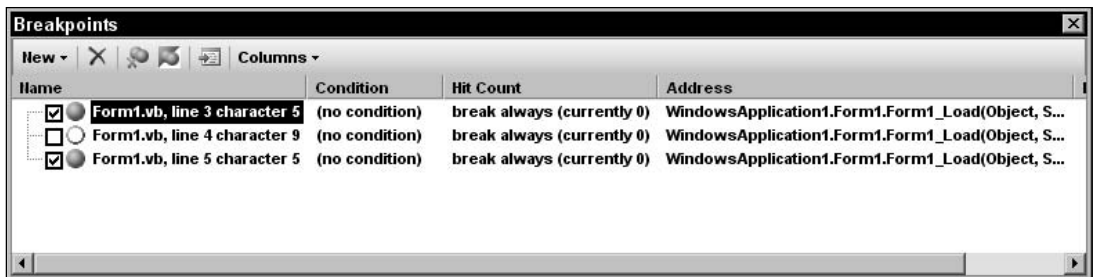 Breakpoints
New Columns
Name Condition Hit Count Address
Form1.vb, line 3 character 5 (no condition) break always (currently 0) WindowsApplication1.Form1.Form1_Load(Object, S...
Form1.vb, line 4 character 9 (no condition) break always (currently 0) WindowsApplication1.Form1.Form1_Load(Object, S...
Form1.vb, line 5 character 5 (no condition) break always (currently 0) WindowsApplication1.Form1.Form1_Load(Object, S...